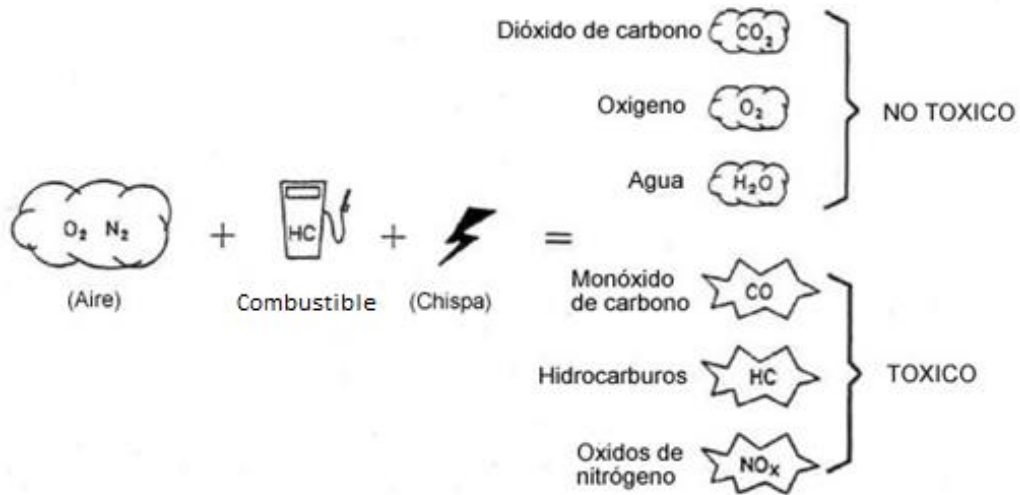 Dióxido de carbono CO₂
Oxigeno O₂
NO TOXICO
Agua H₂O
O₂ N₂ + HC + =
(Aire) Combustible (Chispa)
Monóxido
de carbono CO
Hidrocarburos HC
TOXICO
Oxidos de
nitrógeno NOx